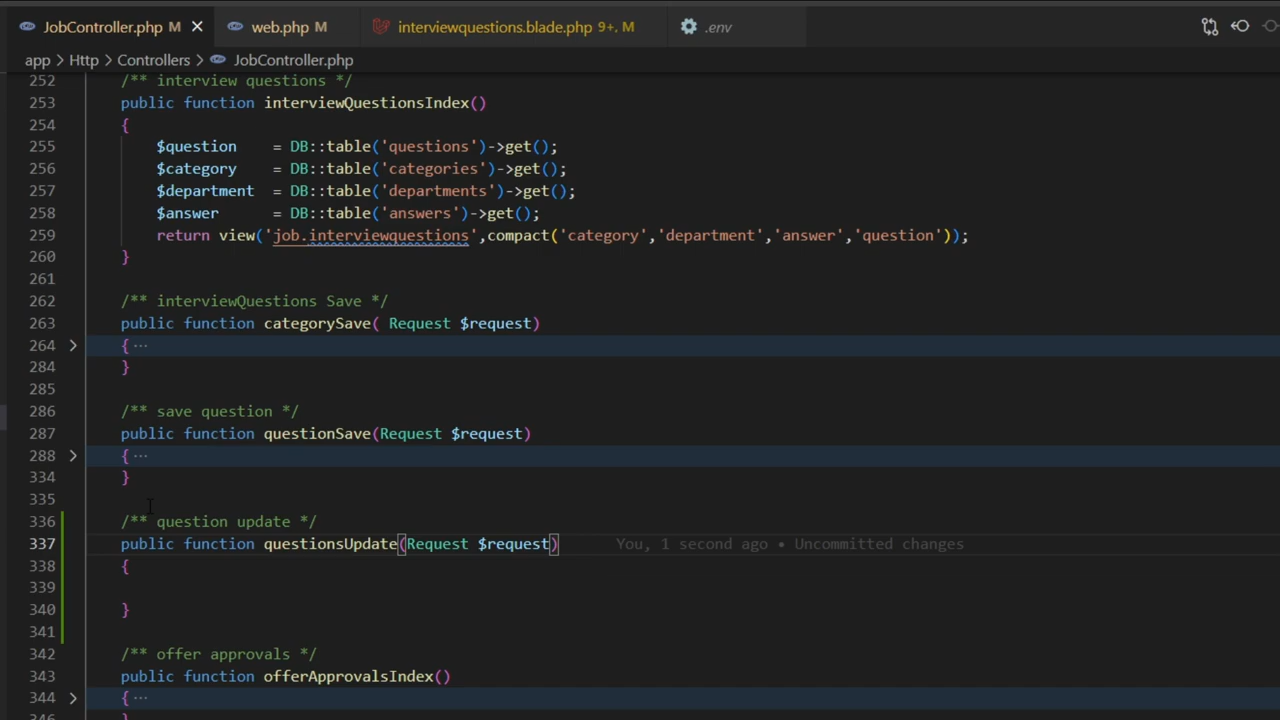 JobController.php M
web.php M
interviewquestions.blade.php 9+, M
.env
app > Http > Controllers > JobController.php
252 /** interview questions */
253 public function interviewQuestionsIndex()
254 {
255 $question = DB::table('questions')->get();
256 $category = DB::table('categories')->get();
257 $department = DB::table('departments')->get();
258 $answer = DB::table('answers')->get();
259 return view('job.interviewquestions',compact('category','department','answer','question'));
260 }
261
262 /** interviewQuestions Save */
263 public function categorySave( Request $request)
264 { ...
284 }
285
286 /** save question */
287 public function questionSave(Request $request)
288 { ...
334 }
335
336 /** question update */
337 public function questionsUpdate(Request $request) You, 1 second ago • Uncommitted changes
338 {
339
340 }
341
342 /** offer approvals */
343 public function offerApprovalsIndex()
344 { ...
346 }